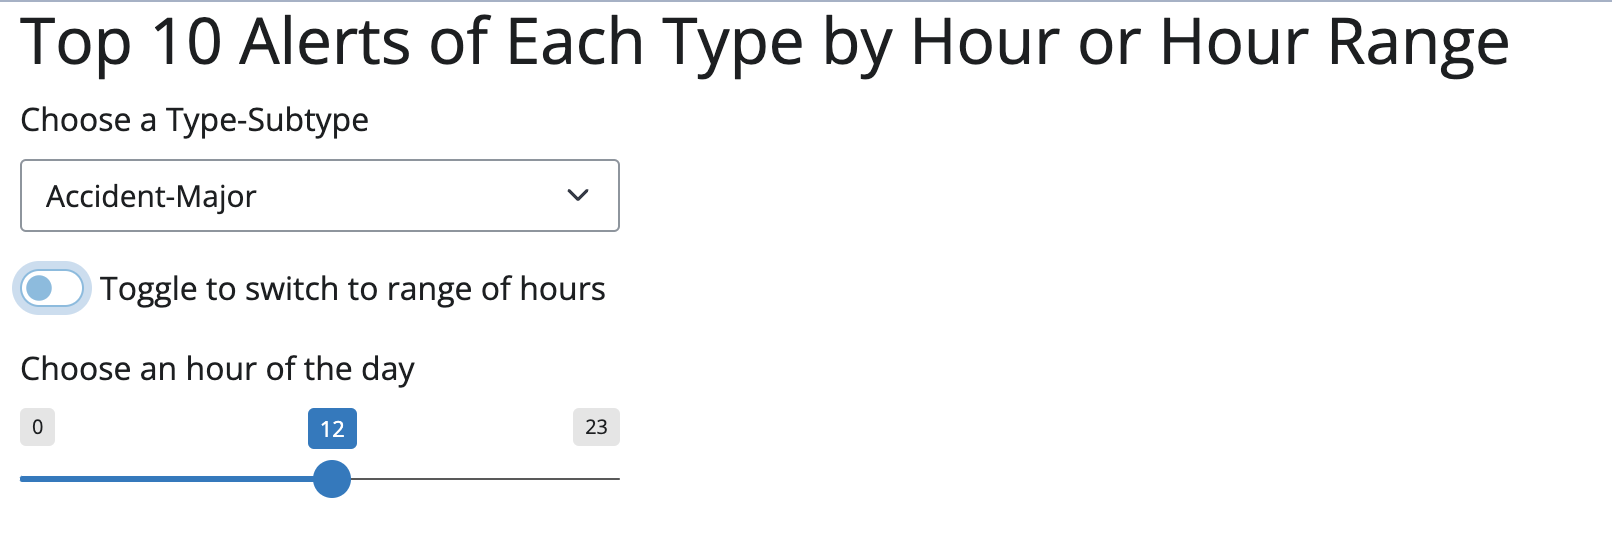 Top 10 Alerts of Each Type by Hour or Hour Range
Choose a Type-Subtype
Accident-Major
Toggle to switch to range of hours
Choose an hour of the day
0 12 23